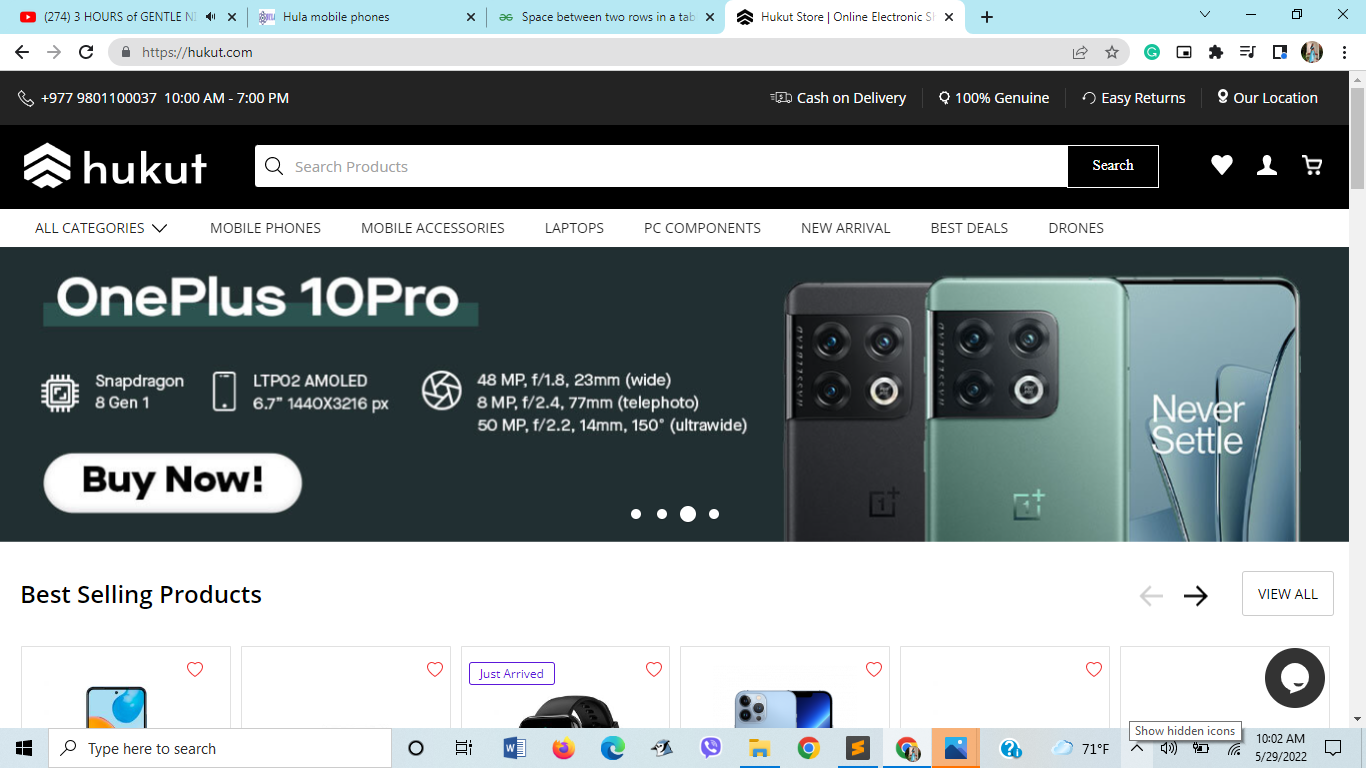 (274) 3 HOURS of GENTLE NI
Hula mobile phones
Space between two rows in a tab
Hukut Store | Online Electronic Sh
https://hukut.com
+977 9801100037 10:00 AM - 7:00 PM
Cash on Delivery
100% Genuine
Easy Returns
Our Location
hukut
Search Products
Search
ALL CATEGORIES
MOBILE PHONES
MOBILE ACCESSORIES
LAPTOPS
PC COMPONENTS
NEW ARRIVAL
BEST DEALS
DRONES
OnePlus 10Pro
Snapdragon
8 Gen 1
LTPO2 AMOLED
6.7" 1440X3216 px
48 MP, f/1.8, 23mm (wide)
8 MP, f/2.4, 77mm (telephoto)
50 MP, f/2.2, 14mm, 150° (ultrawide)
Buy Now!
HASSELBLAD
HASSELBLAD
Never
Settle
Best Selling Products
VIEW ALL
Just Arrived
Show hidden icons
Type here to search
71°F
10:02 AM
5/29/2022